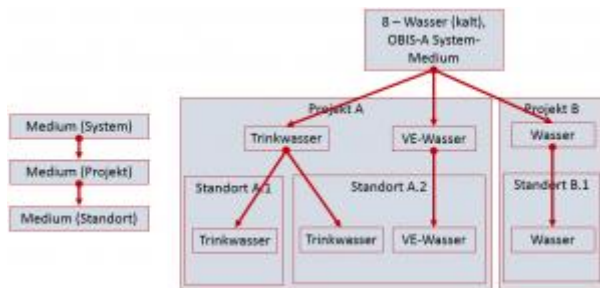 8 – Wasser (kalt),
OBIS-A System-
Medium
Projekt A
Projekt B
Medium (System)
Trinkwasser
VE-Wasser
Wasser
Medium (Projekt)
Standort A.1
Standort A.2
Standort B.1
Medium (Standort)
Trinkwasser
Trinkwasser
VE-Wasser
Wasser